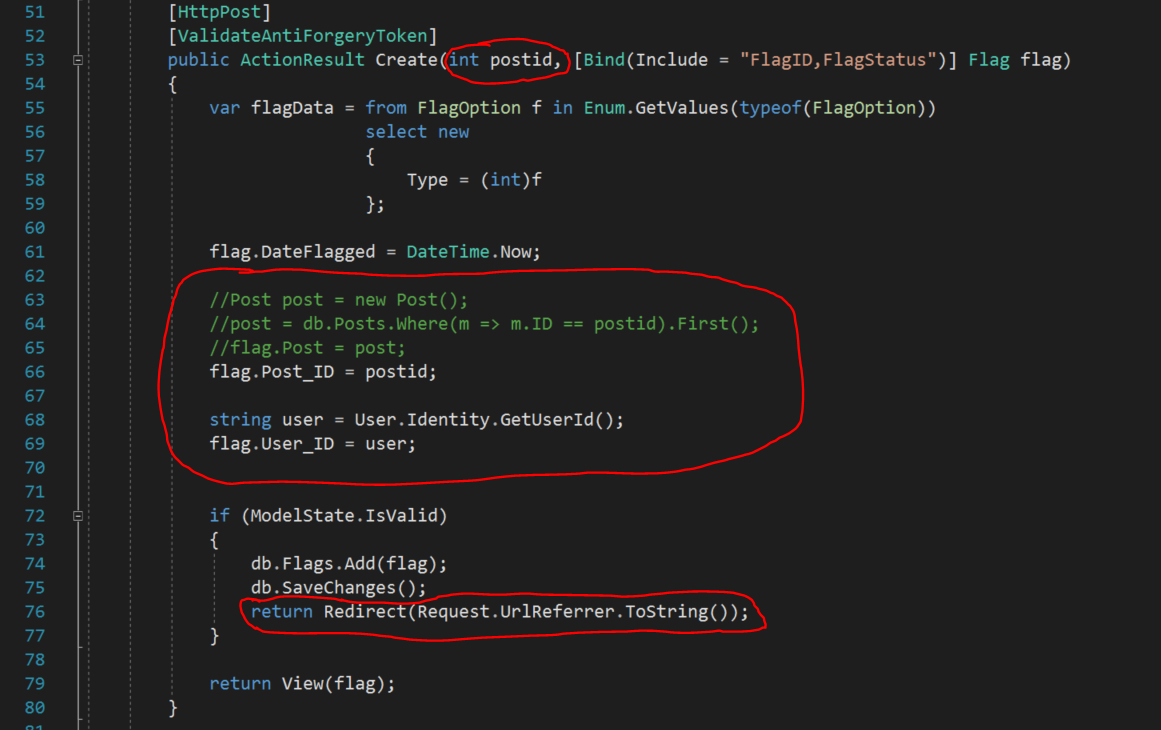 51 [HttpPost]
52 [ValidateAntiForgeryToken]
53 public ActionResult Create(int postid, [Bind(Include = "FlagID,FlagStatus")] Flag flag)
54 {
55 var flagData = from FlagOption f in Enum.GetValues(typeof(FlagOption))
56 select new
57 {
58 Type = (int)f
59 };
60
61 flag.DateFlagged = DateTime.Now;
62
63 //Post post = new Post();
64 //post = db.Posts.Where(m => m.ID == postid).First();
65 //flag.Post = post;
66 flag.Post_ID = postid;
67
68 string user = User.Identity.GetUserId();
69 flag.User_ID = user;
70
71
72 if (ModelState.IsValid)
73 {
74 db.Flags.Add(flag);
75 db.SaveChanges();
76 return Redirect(Request.UrlReferrer.ToString());
77 }
78
79 return View(flag);
80 }
81